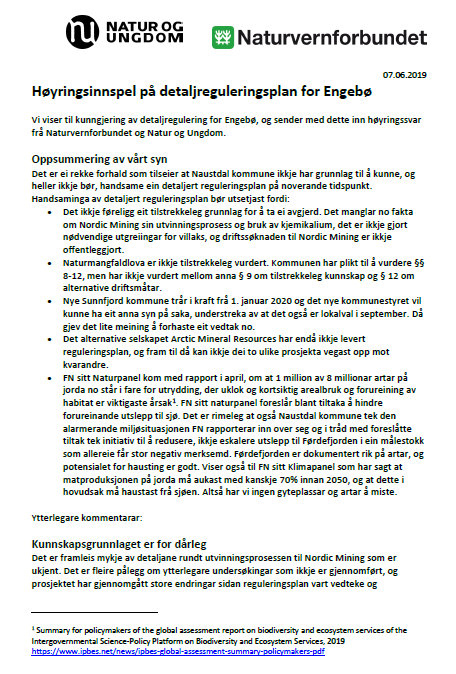 NATUR OG
UNGDOM
Naturvernforbundet
07.06.2019
Høyringsinnspel på detaljreguleringsplan for Engebø
Vi viser til kunngjering av detaljregulering for Engebø, og sender med dette inn høyringssvar
frå Naturvernforbundet og Natur og Ungdom.
Oppsummering av vårt syn
Det er ei rekke forhald som tilseier at Naustdal kommune ikkje har grunnlag til å kunne, og
heller ikkje bør, handsame ein detaljert reguleringsplan på noverande tidspunkt.
Handsaminga av detaljert reguleringsplan bør utsetjast fordi:
• Det ikkje føreligg eit tilstrekkeleg grunnlag for å ta ei avgjerd. Det manglar no fakta
om Nordic Mining sin utvinningsprosess og bruk av kjemikalium, det er ikkje gjort
nødvendige utgreiingar for villaks, og driftssøknaden til Nordic Mining er ikkje
offentleggjort.
• Naturmangfaldlova er ikkje tilstrekkeleg vurdert. Kommunen har plikt til å vurdere §§
8-12, men har ikkje vurdert mellom anna § 9 om tilstrekkeleg kunnskap og § 12 om
alternative driftsmåtar.
• Nye Sunnfjord kommune trår i kraft frå 1. januar 2020 og det nye kommunestyret vil
kunne ha eit anna syn på saka, understreka av at det også er lokalval i september. Då
gjev det lite meining å forhaste eit vedtak no.
• Det alternative selskapet Arctic Mineral Resources har endå ikkje levert
reguleringsplan, og fram til då kan ikkje dei to ulike prosjekta vegast opp mot
kvarandre.
• FN sitt Naturpanel kom med rapport i april, om at 1 million av 8 millionar artar på
jorda no står i fare for utrydding, der uklok og kortsiktig arealbruk og forureining av
habitat er viktigaste årsak¹. FN sitt naturpanel foreslår blant tiltaka å hindre
forureinande utslepp til sjø. Det er rimeleg at også Naustdal kommune tek den
alarmerande miljøsituasjonen FN rapporterer inn over seg og i tråd med foreslåtte
tiltak tek initiativ til å redusere, ikkje eskalere utslepp til Førdefjorden i ein målestokk
som allereie får stor negativ merksemd. Førdefjorden er dokumentert rik på artar, og
potensialet for hausting er godt. Viser også til FN sitt Klimapanel som har sagt at
matproduksjonen på jorda må aukast med kanskje 70% innan 2050, og at dette i
hovudsak må haustast frå sjøen. Altså har vi ingen gyteplassar og artar å miste.
Ytterlegare kommentarar:
Kunnskapsgrunnlaget er for dårleg
Det er framleis mykje av detaljane rundt utvinningsprosessen til Nordic Mining som er
ukjent. Det er fleire pålegg om ytterlegare undersøkingar som ikkje er gjennomført, og
prosjektet har gjennomgått store endringar sidan reguleringsplan vart vedteke og
¹ Summary for policymakers of the global assessment report on biodiversity and ecosystem services of the
Intergovernmental Science-Policy Platform on Biodiversity and Ecosystem Services, 2019
https://www.ipbes.net/news/ipbes-global-assessment-summary-policymakers-pdf